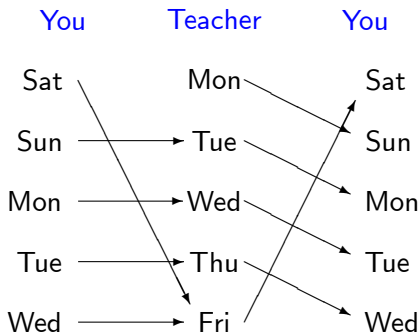 You Teacher You
Sat Mon Sat
Sun Tue Sun
Mon Wed Mon
Tue Thu Tue
Wed Fri Wed